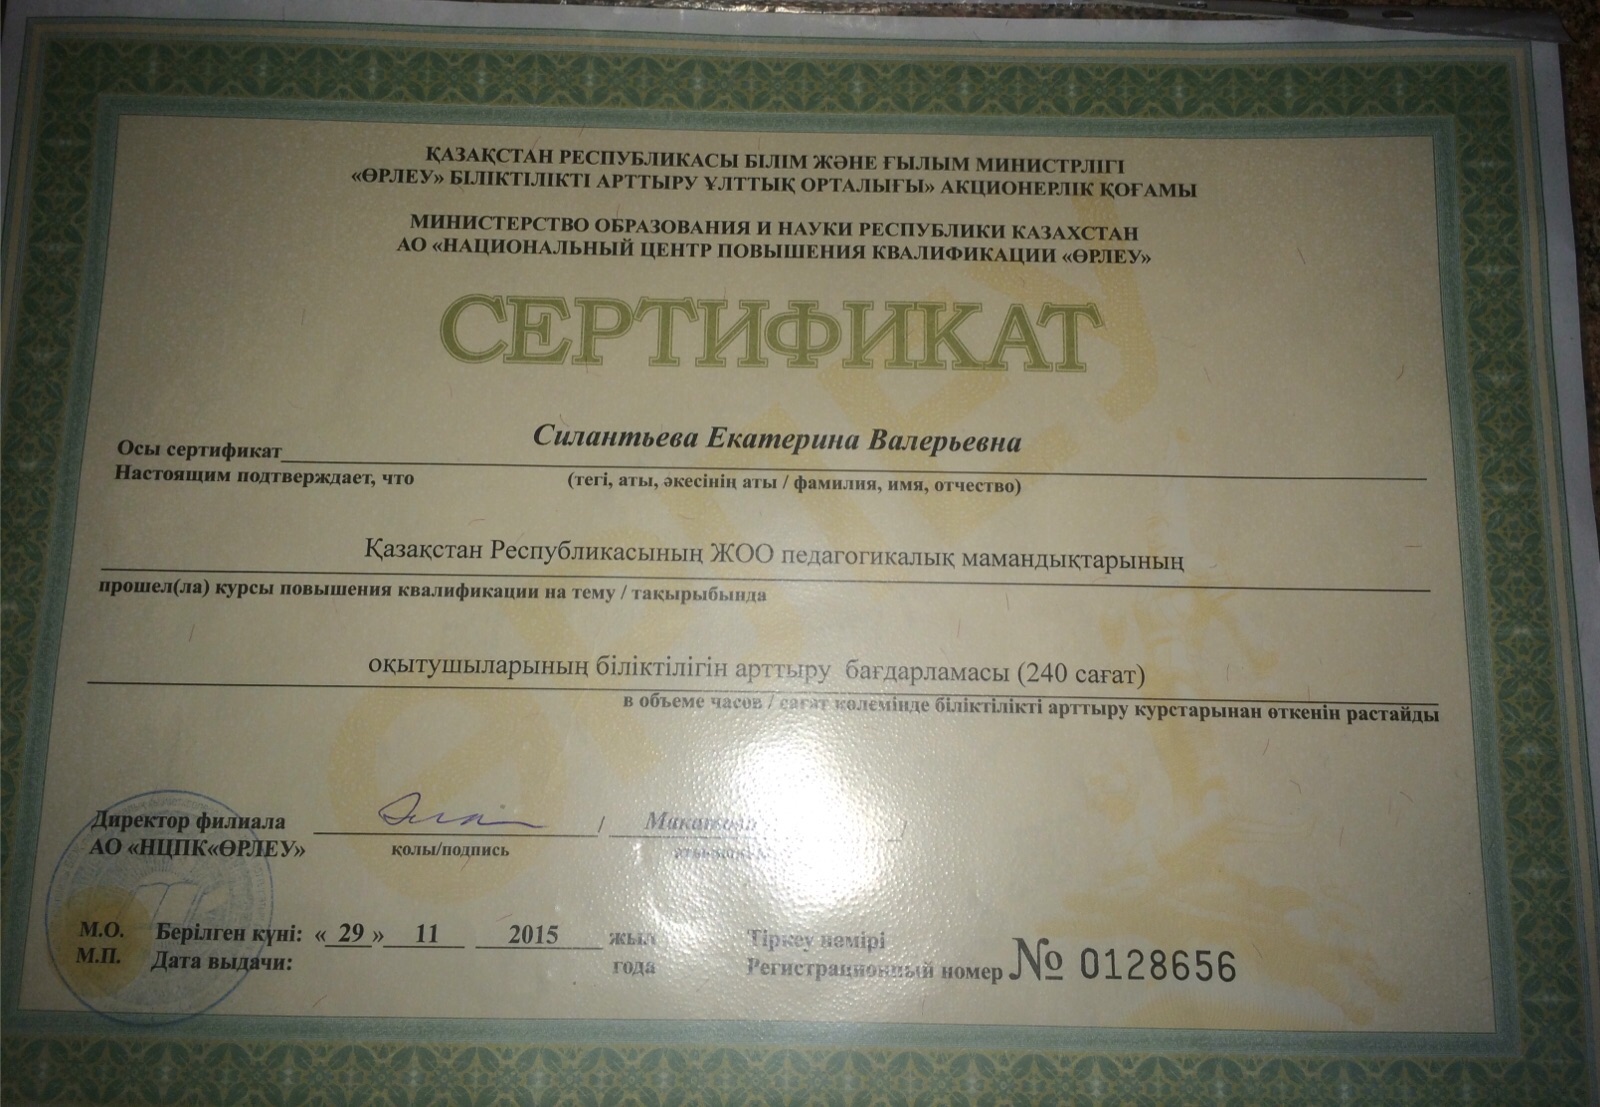 ҚАЗАҚСТАН РЕСПУБЛИКАСЫ БІЛІМ ЖӘНЕ ҒЫЛЫМ МИНИСТРЛІГІ
«ӨРЛЕУ» БІЛІКТІЛІКТІ АРТТЫРУ ҰЛТТЫҚ ОРТАЛЫҒЫ» АКЦИОНЕРЛІК ҚОҒАМЫ
МИНИСТЕРСТВО ОБРАЗОВАНИЯ И НАУКИ РЕСПУБЛИКИ КАЗАХСТАН
АО «НАЦИОНАЛЬНЫЙ ЦЕНТР ПОВЫШЕНИЯ КВАЛИФИКАЦИИ «ӨРЛЕУ»
СЕРТИФИКАТ
Осы сертификат Силантьева Екатерина Валерьевна
Настоящим подтверждает, что (тегі, аты, әкесінің аты / фамилия, имя, отчество)
Қазақстан Республикасының ЖОО педагогикалық мамандықтарының
прошел(ла) курсы повышения квалификации на тему / тақырыбында
оқытушыларының біліктілігін арттыру бағдарламасы (240 сағат)
в объеме часов / сағат көлемінде біліктілікті арттыру курстарынан өткенін растайды
Директор филиала / /
АО «НЦПК«ӨРЛЕУ» қолы/подпись
М.О. Берілген күні: « 29 » 11 2015 жыл Тіркеу нөмірі
М.П. Дата выдачи: года Регистрационный номер № 0128656